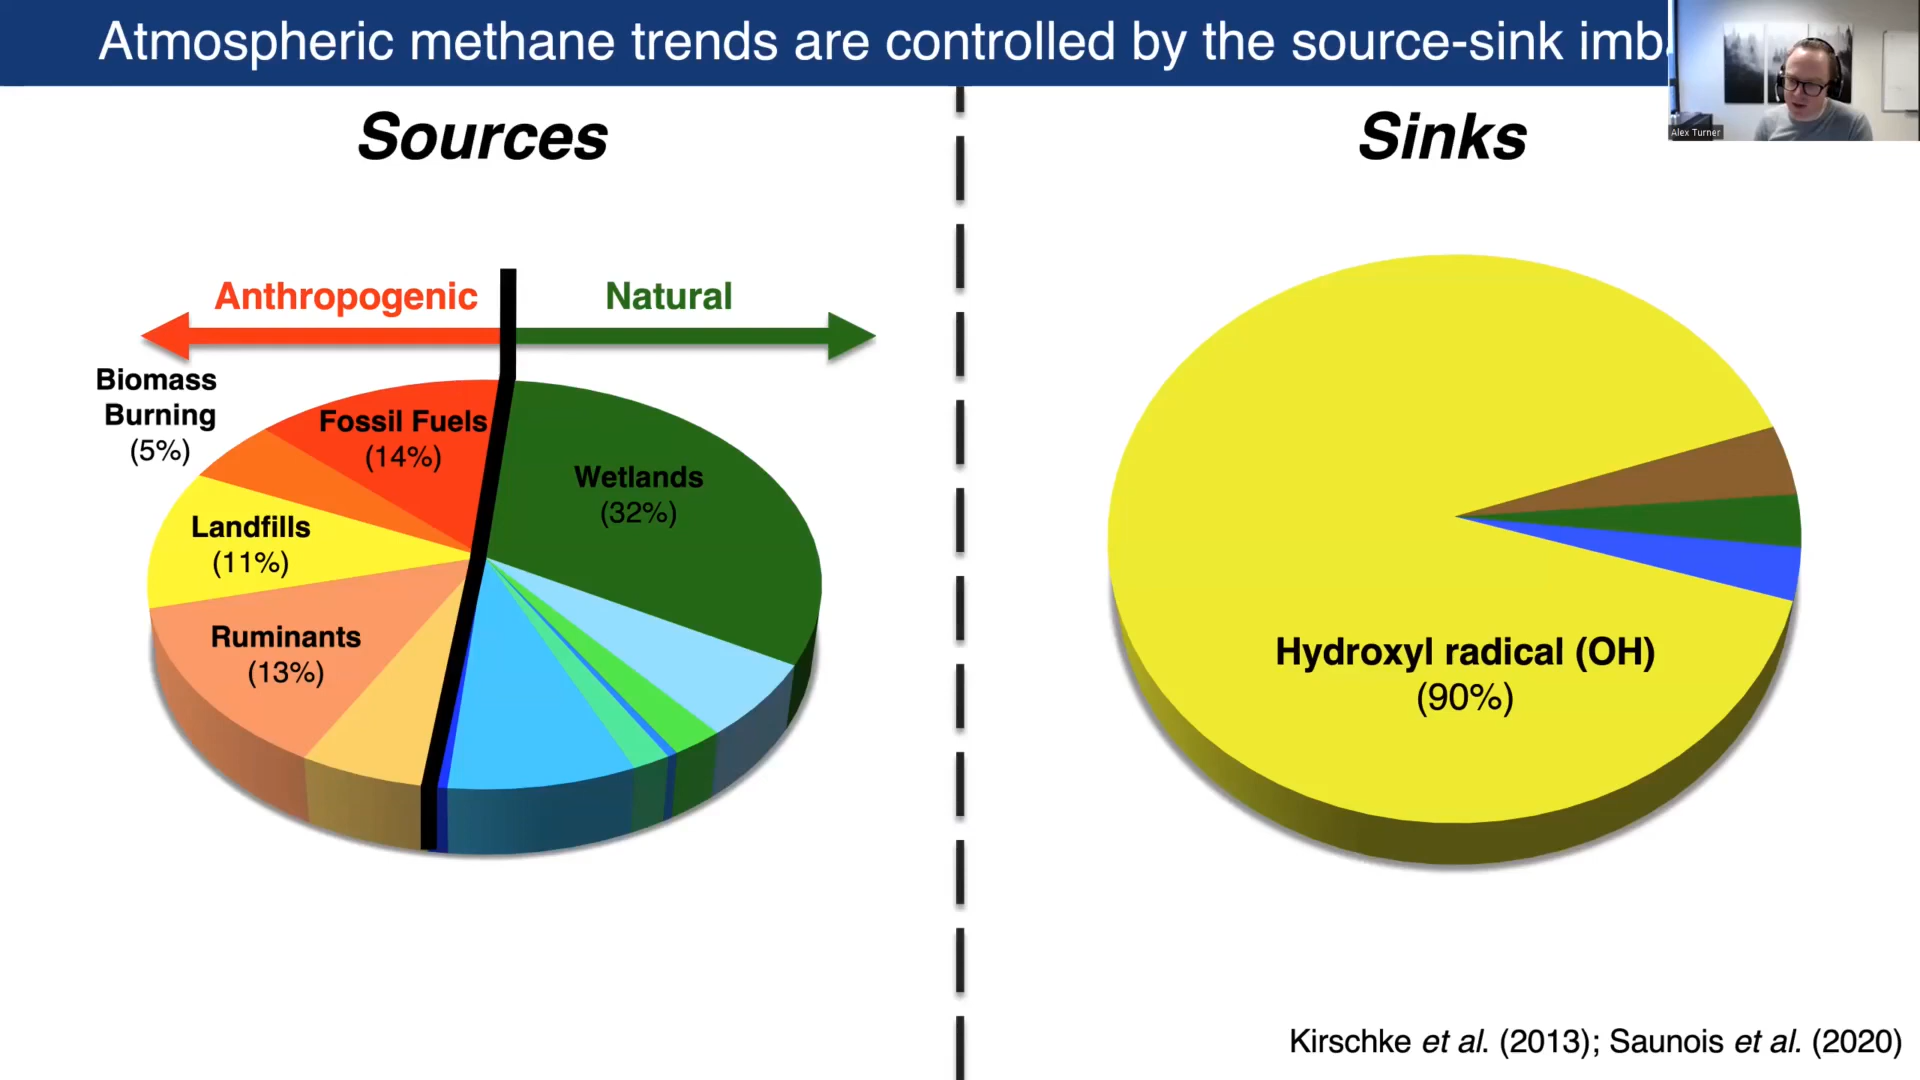 Atmospheric methane trends are controlled by the source-sink imb
Alex Turner
Sources
Sinks
Anthropogenic
Natural
Biomass
Burning
(5%)
Fossil Fuels
(14%)
Wetlands
(32%)
Landfills
(11%)
Ruminants
(13%)
Hydroxyl radical (OH)
(90%)
Kirschke et al. (2013); Saunois et al. (2020)